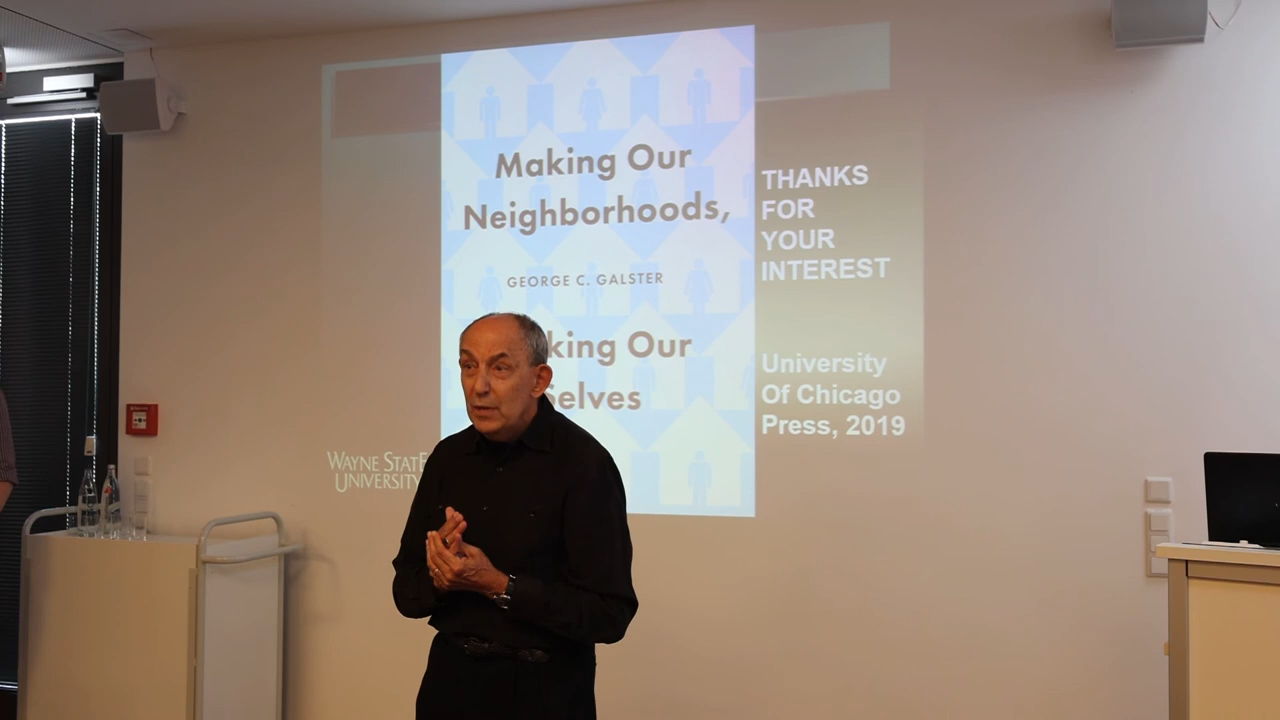 Making Our
Neighborhoods,
GEORGE C. GALSTER
king Our
Selves
THANKS
FOR
YOUR
INTEREST
University
Of Chicago
Press, 2019
WAYNE STATE
UNIVERSITY